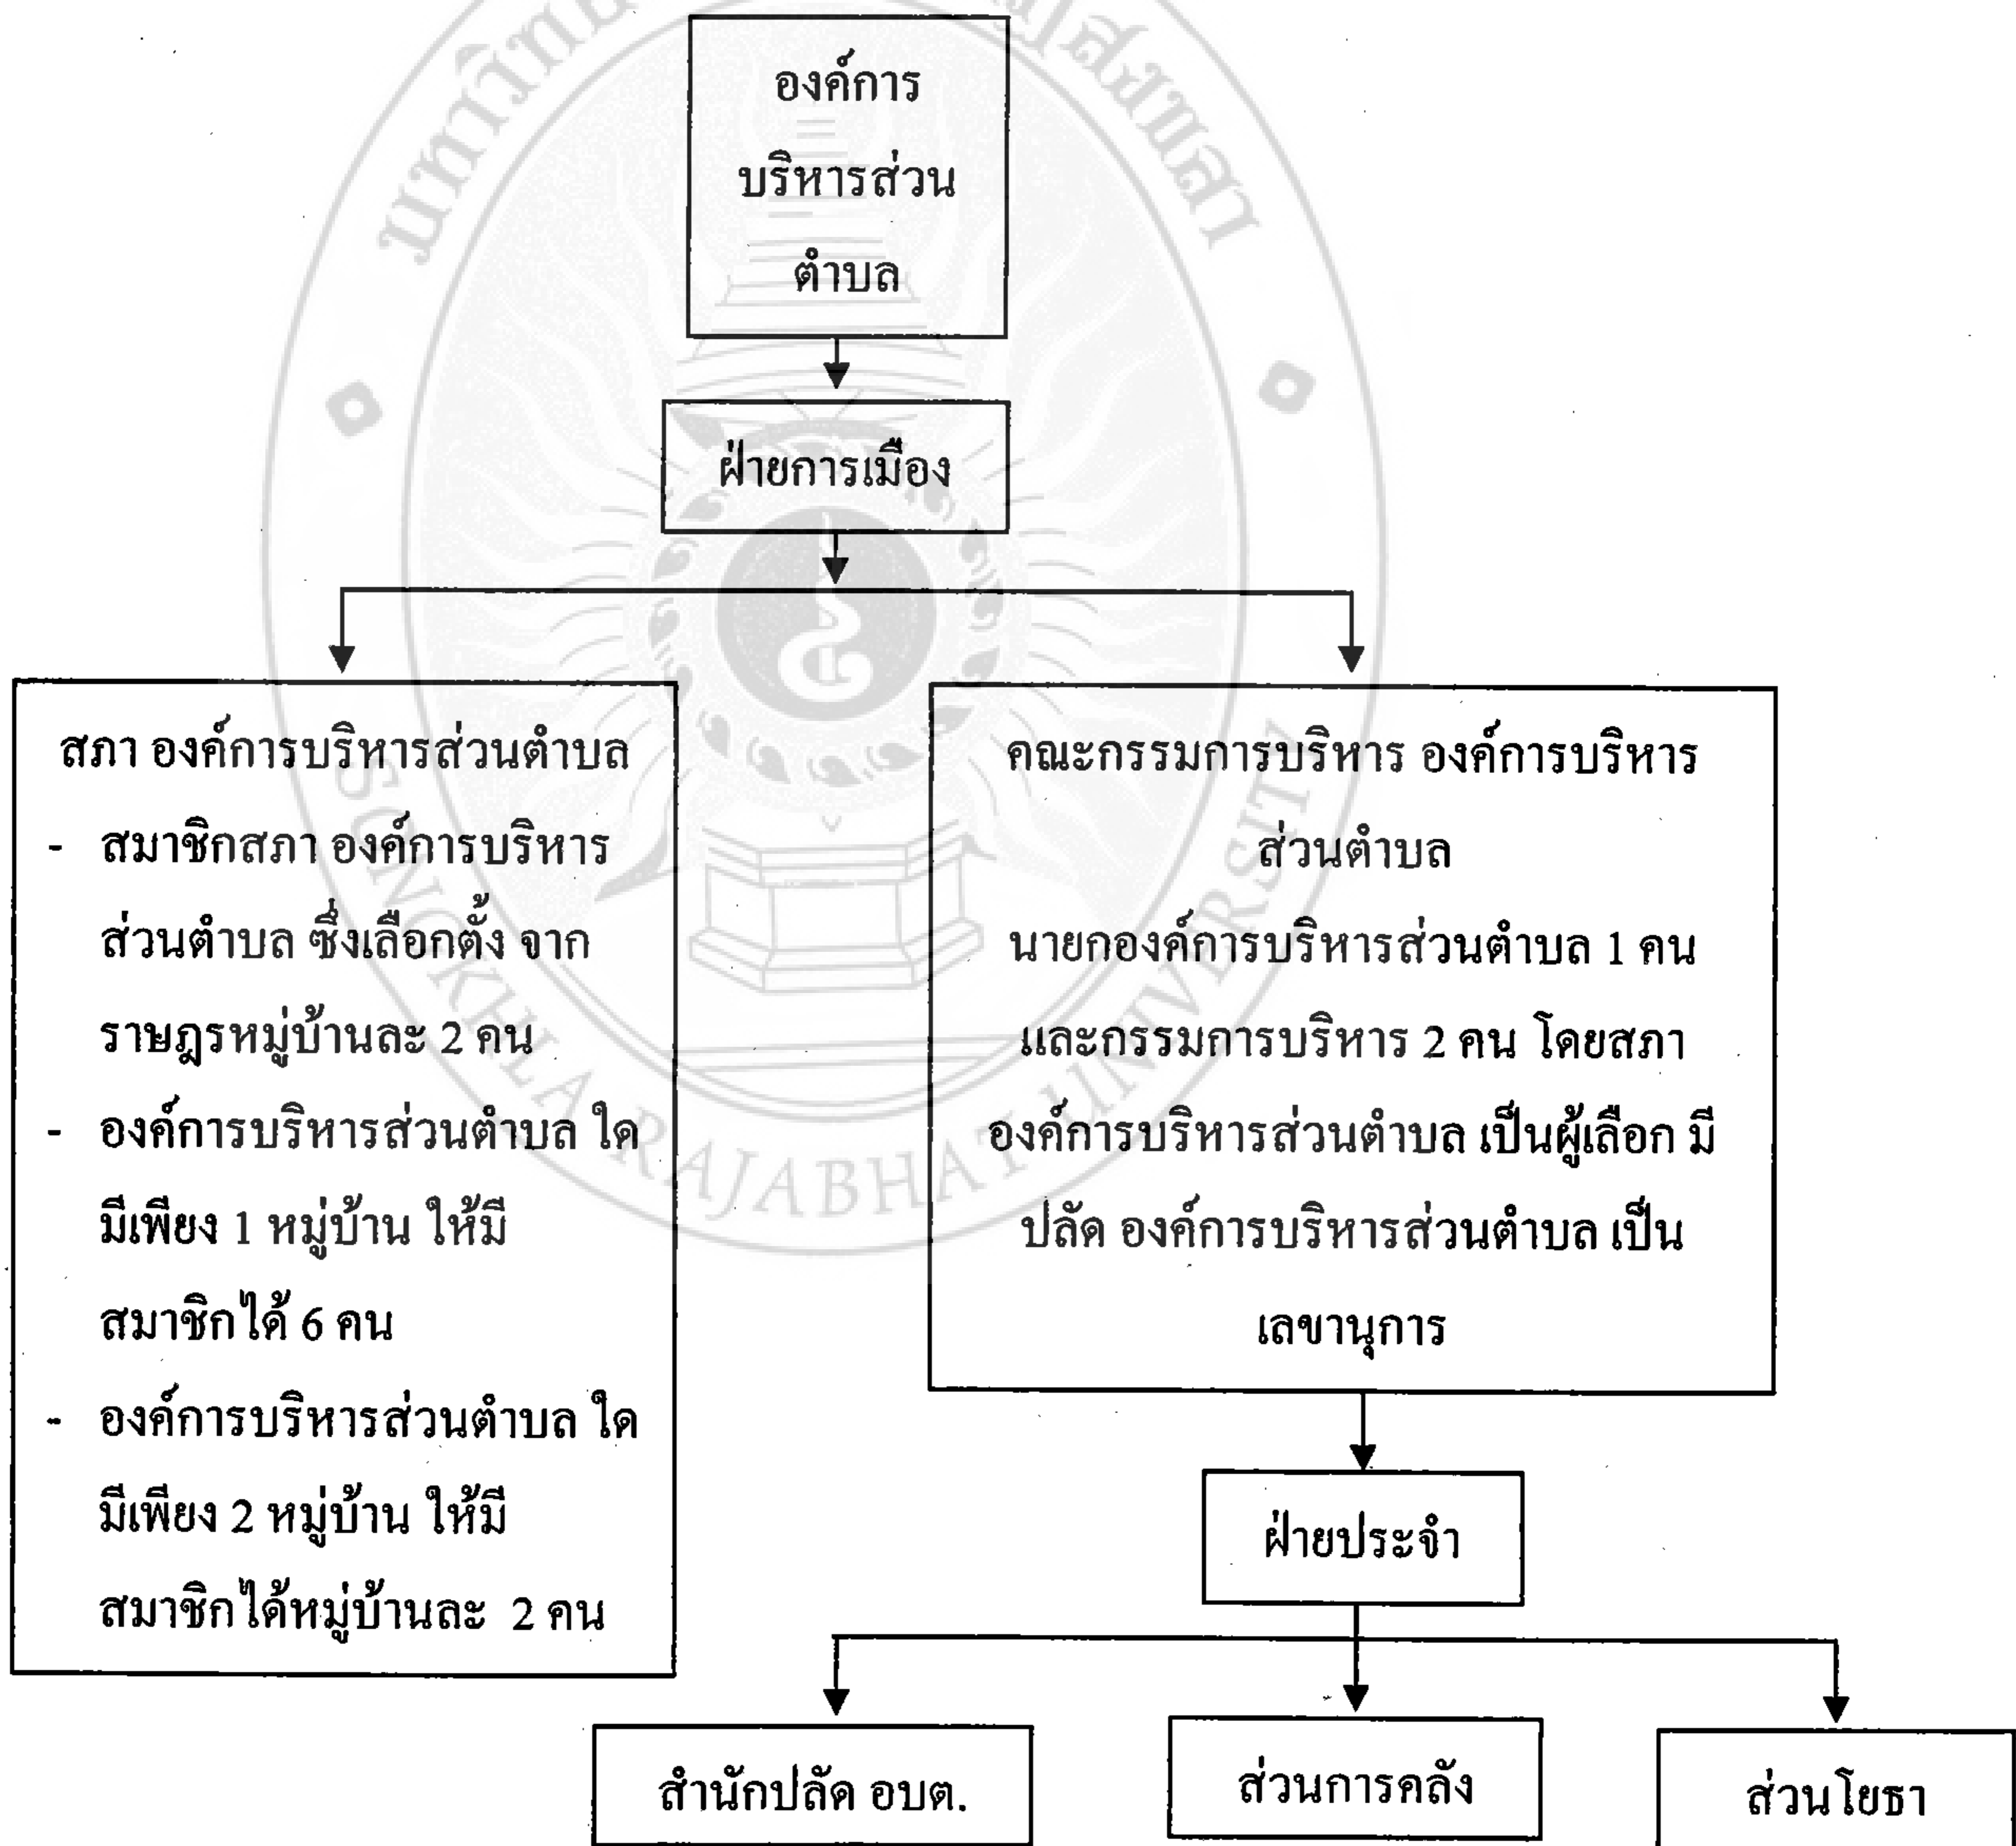 องค์การ
บริหารส่วน
ตำบล
ฝ่ายการเมือง
สภา องค์การบริหารส่วนตำบล
- สมาชิกสภา องค์การบริหาร
ส่วนตำบล ซึ่งเลือกตั้ง จาก
ราษฎรหมู่บ้านละ 2 คน
- องค์การบริหารส่วนตำบล ใด
มีเพียง 1 หมู่บ้าน ให้มี
สมาชิกได้ 6 คน
- องค์การบริหารส่วนตำบล ใด
มีเพียง 2 หมู่บ้าน ให้มี
สมาชิกได้หมู่บ้านละ 2 คน
คณะกรรมการบริหาร องค์การบริหาร
ส่วนตำบล
นายกองค์การบริหารส่วนตำบล 1 คน
และกรรมการบริหาร 2 คน โดยสภา
องค์การบริหารส่วนตำบล เป็นผู้เลือก มี
ปลัด องค์การบริหารส่วนตำบล เป็น
เลขานุการ
ฝ่ายประจำ
สำนักปลัด อบต.
ส่วนการคลัง
ส่วนโยธา
SONGKHLA RAJABHAT UNIVERSITY